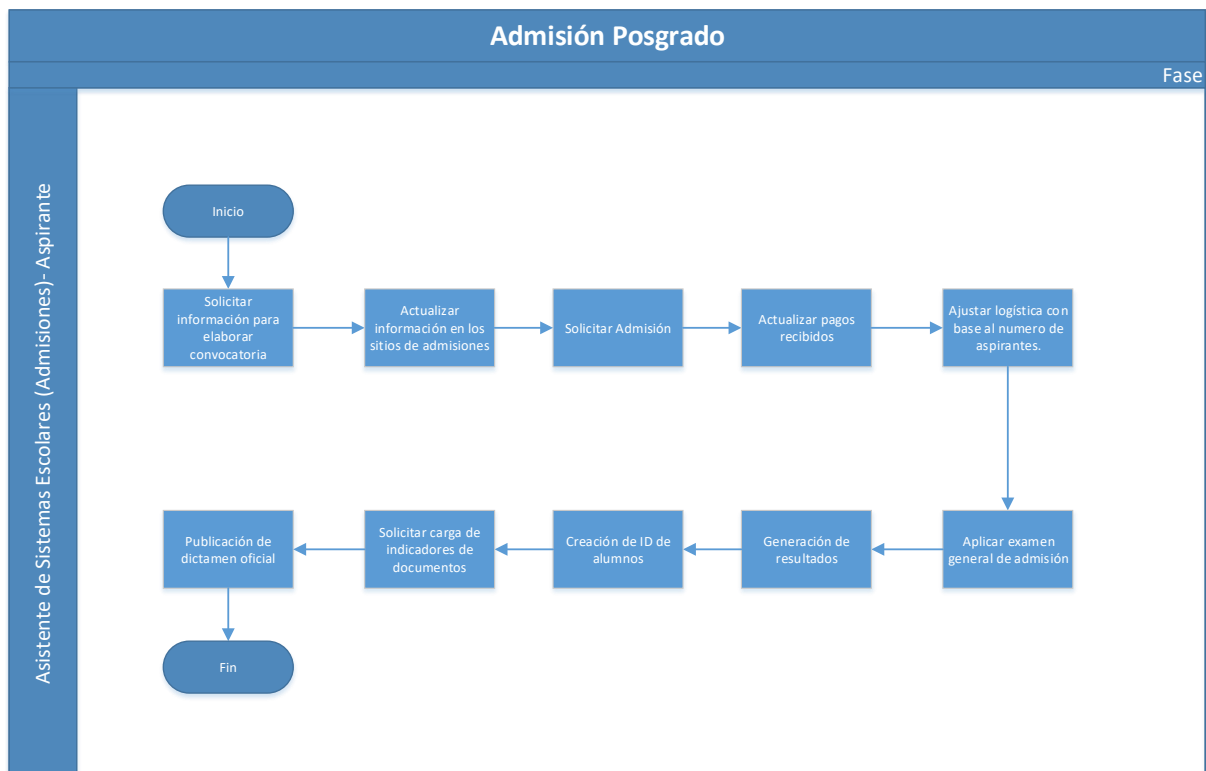 Admisión Posgrado
Fase
Asistente de Sistemas Escolares (Admisiones)- Aspirante
Inicio
Solicitar
información para
elaborar
convocatoria
Actualizar
información en los
sitios de admisiones
Solicitar Admisión
Actualizar pagos
recibidos
Ajustar logística con
base al numero de
aspirantes.
Aplicar examen
general de admisión
Generación de
resultados
Creación de ID de
alumnos
Solicitar carga de
indicadores de
documentos
Publicación de
dictamen oficial
Fin